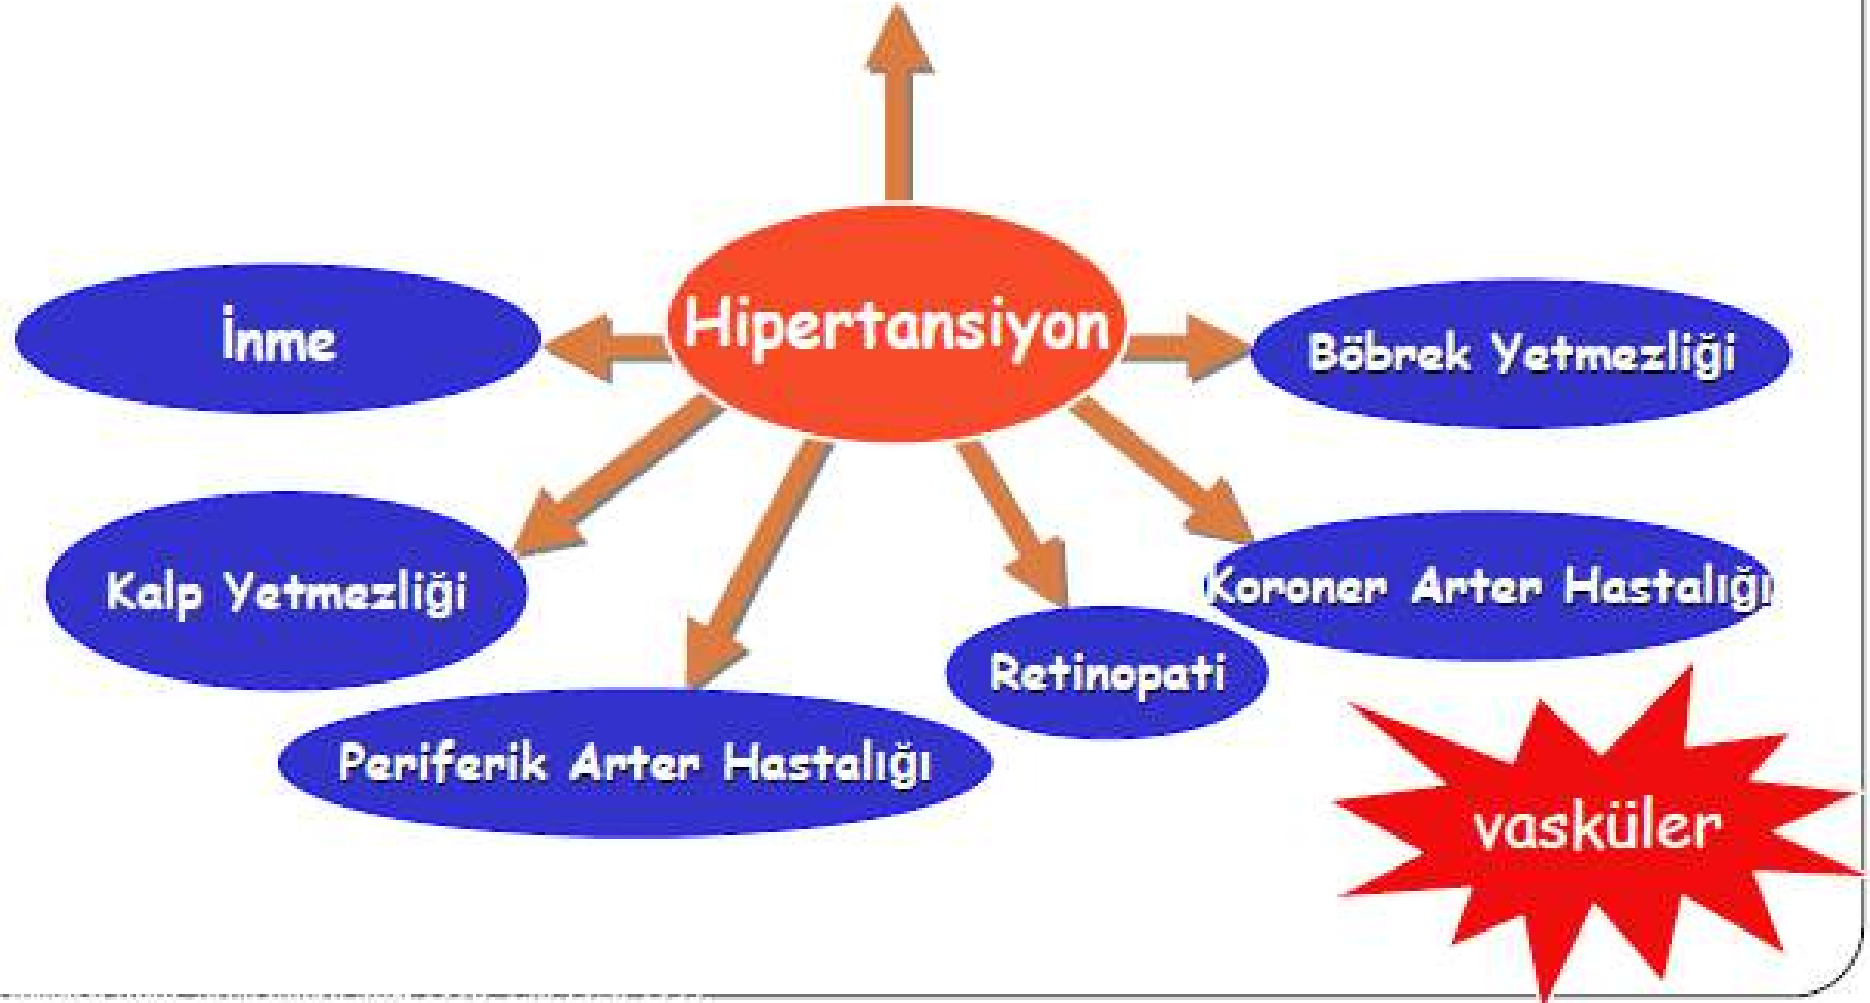 Hipertansiyon
İnme
Böbrek Yetmezliği
Kalp Yetmezliği
Koroner Arter Hastalığı
Retinopati
Periferik Arter Hastalığı
vasküler